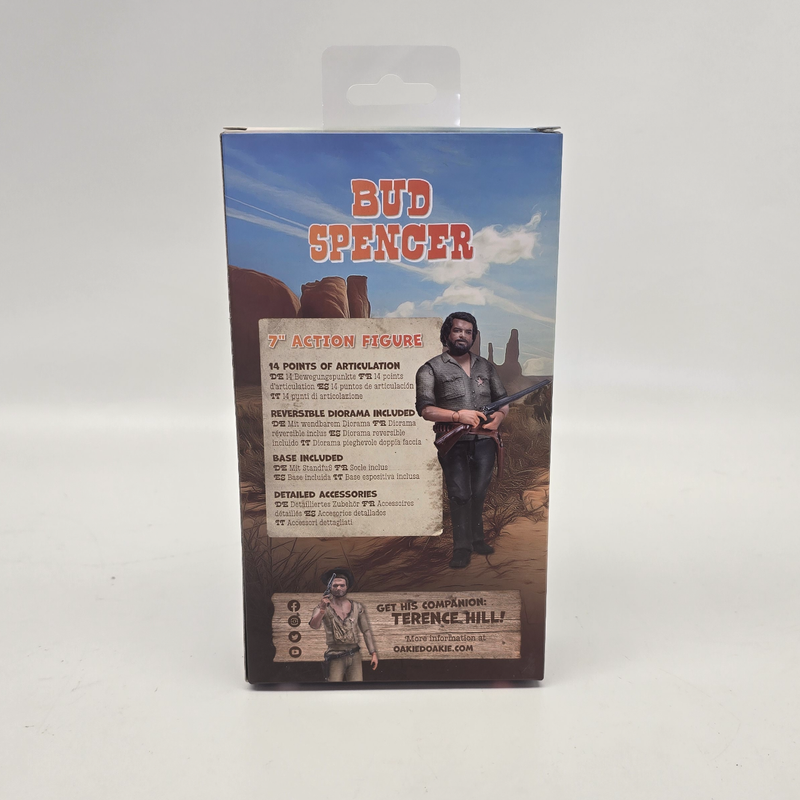 BUD
SPENCER
7" ACTION FIGURE
14 POINTS OF ARTICULATION
DE 14 Bewegungspunkte FR 14 points
d'articulation ES 14 puntos de articulación
IT 14 punti di articolazione
REVERSIBLE DIORAMA INCLUDED
DE Mit wendbarem Diorama FR Diorama
réversible inclus ES Diorama reversible
incluido IT Diorama pieghevole doppia faccia
BASE INCLUDED
DE Mit Standfuß FR Socle inclus
ES Base incluida IT Base espositiva inclusa
DETAILED ACCESSORIES
DE Detailliertes Zubehör FR Accessoires
détaillés ES Accesorios detallados
IT Accessori dettagliati
GET HIS COMPANION:
TERENCE HILL!
More information at
OAKIEDOAKIE.COM